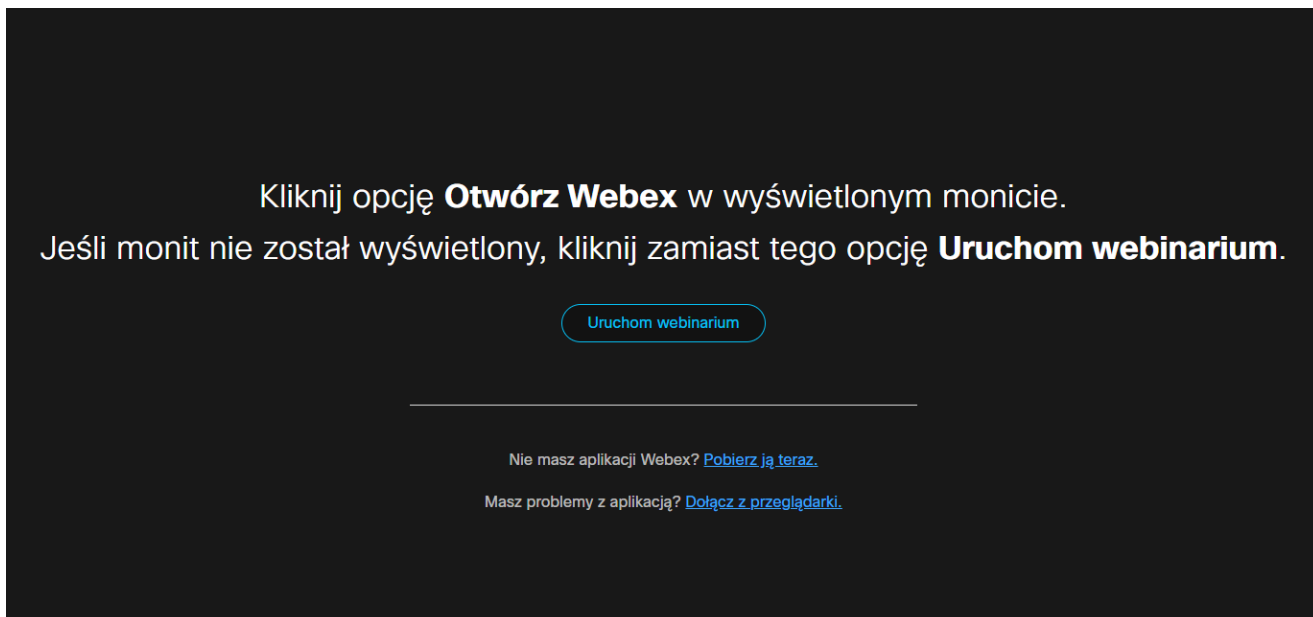 Kliknij opcję Otwórz Webex w wyświetlonym monicie.
Jeśli monit nie został wyświetlony, kliknij zamiast tego opcję Uruchom webinarium.
Uruchom webinarium
Nie masz aplikacji Webex? Pobierz ją teraz.
Masz problemy z aplikacją? Dołącz z przeglądarki.